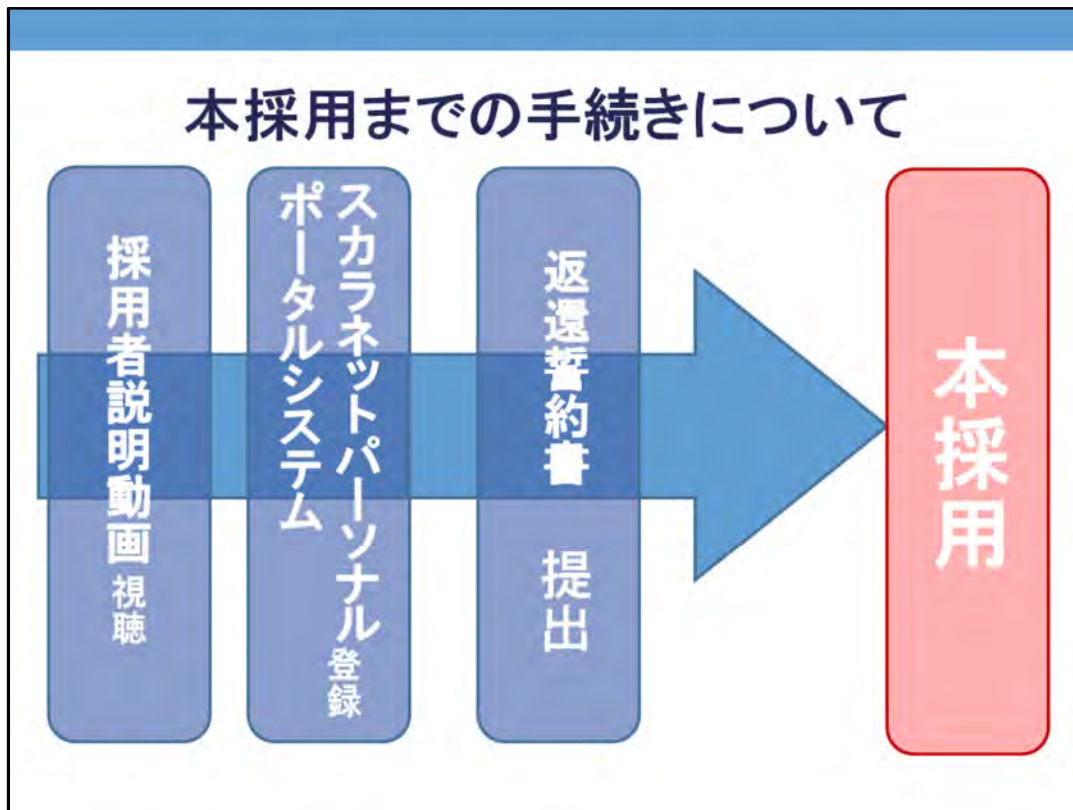 本採用までの手続きについて
採用者説明動画 視聴
スカラネットパーソナル 登録
ポータルシステム
返還誓約書 提出
本採用